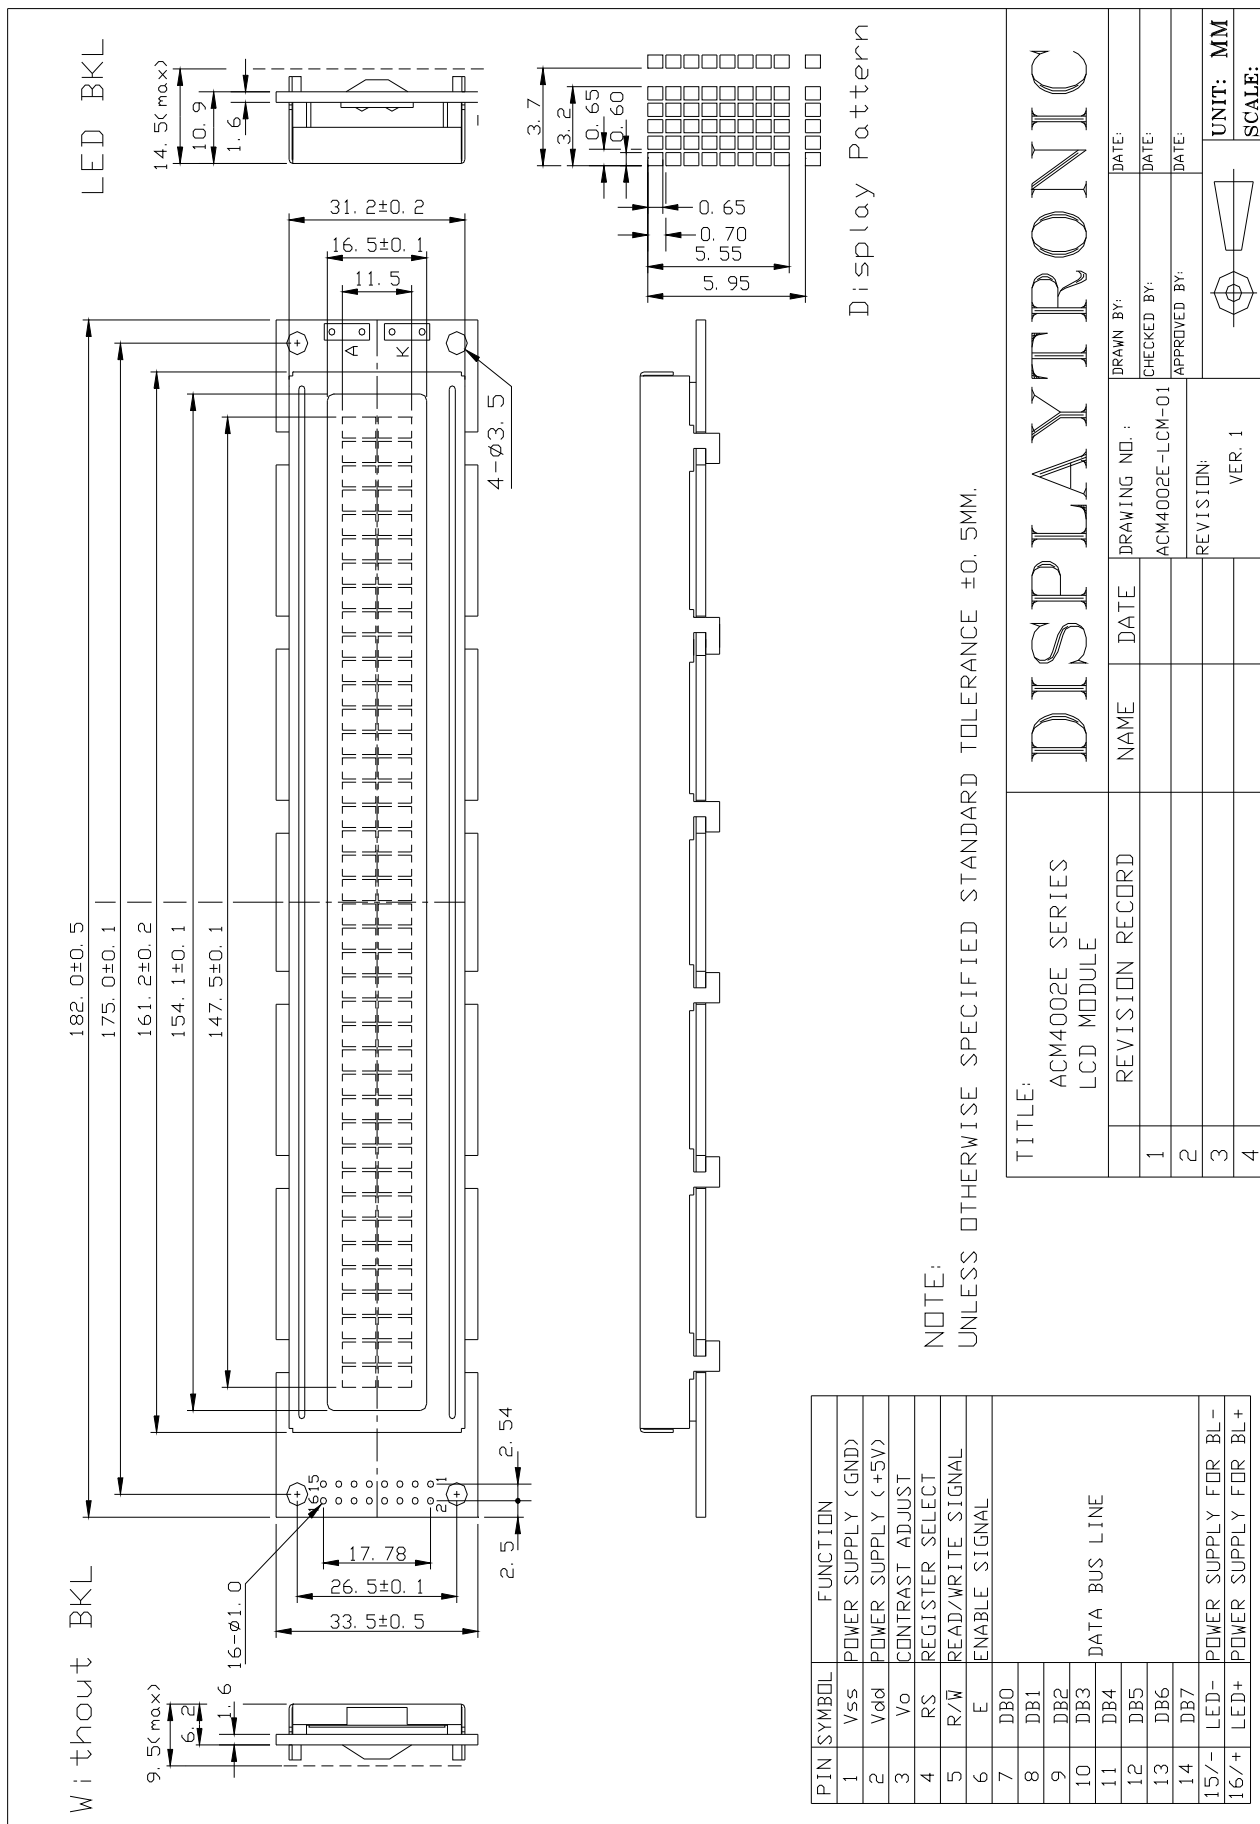 Without BKL
LED BKL
9.5(max)
6.2
1.6
16-ø1.0
33.5±0.5
26.5±0.1
17.78
2.5
2.54
16
15
2
1
182.0±0.5
175.0±0.1
161.2±0.2
154.1±0.1
147.5±0.1
A
K
4-Ø3.5
31.2±0.2
16.5±0.1
11.5
14.5(max)
10.9
1.6
3.7
3.2
0.65
0.60
0.65
0.70
5.55
5.95
Display Pattern
NOTE:
UNLESS OTHERWISE SPECIFIED STANDARD TOLERANCE ±0.5MM.
PIN SYMBOL FUNCTION
1 Vss POWER SUPPLY (GND)
2 Vdd POWER SUPPLY (+5V)
3 Vo CONTRAST ADJUST
4 RS REGISTER SELECT
5 R/W̅ READ/WRITE SIGNAL
6 E ENABLE SIGNAL
7 DB0
8 DB1
9 DB2
10 DB3
DATA BUS LINE
11 DB4
12 DB5
13 DB6
14 DB7
15/- LED- POWER SUPPLY FOR BL-
16/+ LED+ POWER SUPPLY FOR BL+
TITLE:
ACM4002E SERIES
LCD MODULE
DISPLAYTRONIC
REVISION RECORD NAME DATE
1
2
3
4
DRAWING NO.:
ACM4002E-LCM-01
REVISION:
VER.1
DRAWN BY: DATE:
CHECKED BY: DATE:
APPROVED BY: DATE:
UNIT: MM
SCALE: